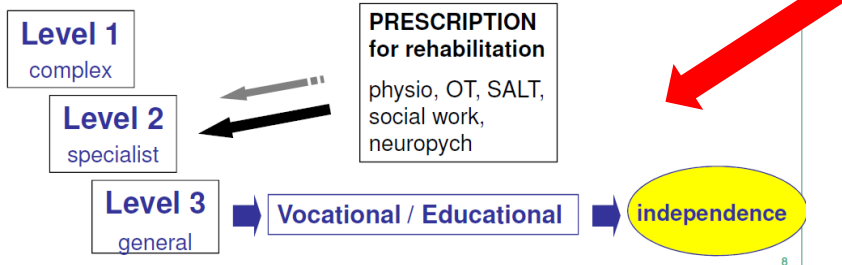 Level 1
complex
PRESCRIPTION
for rehabilitation
physio, OT, SALT,
social work,
neuropych
Level 2
specialist
Level 3
general
Vocational / Educational
independence
8